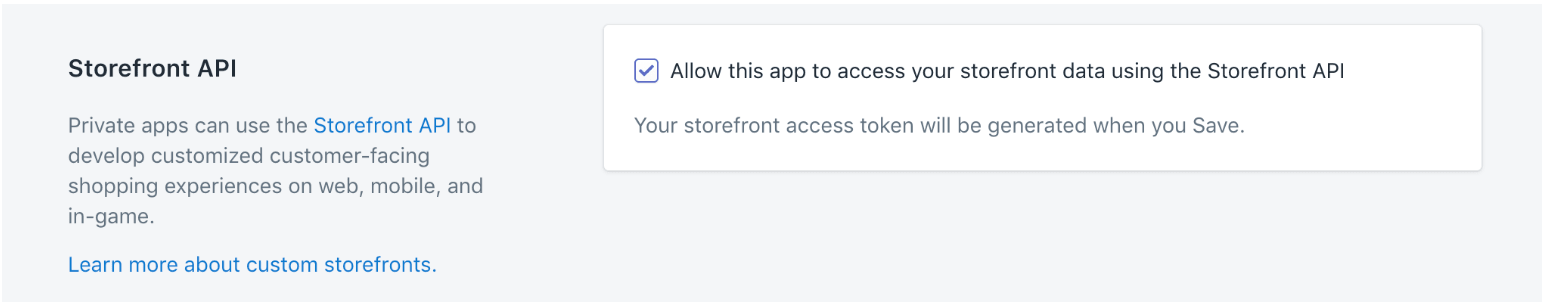 Storefront API
Private apps can use the Storefront API to
develop customized customer-facing
shopping experiences on web, mobile, and
in-game.
Learn more about custom storefronts.
Allow this app to access your storefront data using the Storefront API
Your storefront access token will be generated when you Save.